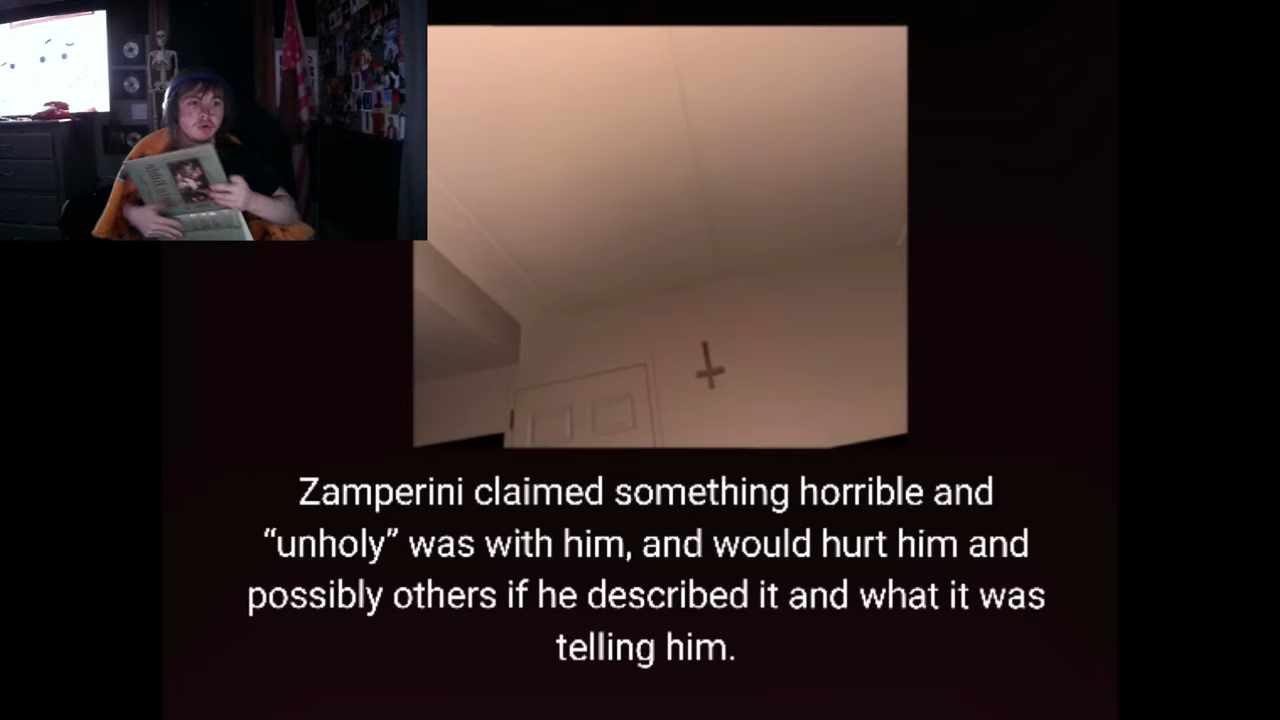 Zamperini claimed something horrible and
“unholy” was with him, and would hurt him and
possibly others if he described it and what it was
telling him.